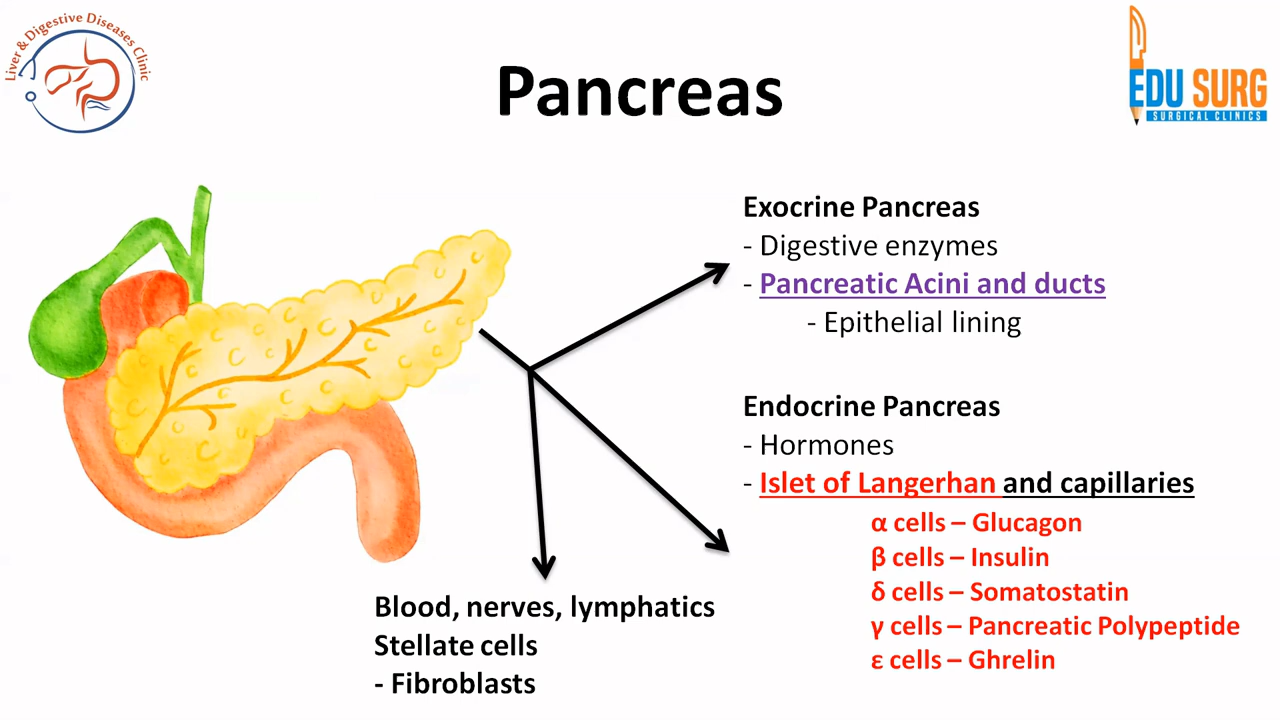 Liver & Digestive Diseases Clinic
EDU SURG
SURGICAL CLINICS
Pancreas
Exocrine Pancreas
- Digestive enzymes
- Pancreatic Acini and ducts
- Epithelial lining
Endocrine Pancreas
- Hormones
- Islet of Langerhan and capillaries
α cells – Glucagon
β cells – Insulin
δ cells – Somatostatin
γ cells – Pancreatic Polypeptide
ε cells – Ghrelin
Blood, nerves, lymphatics
Stellate cells
- Fibroblasts